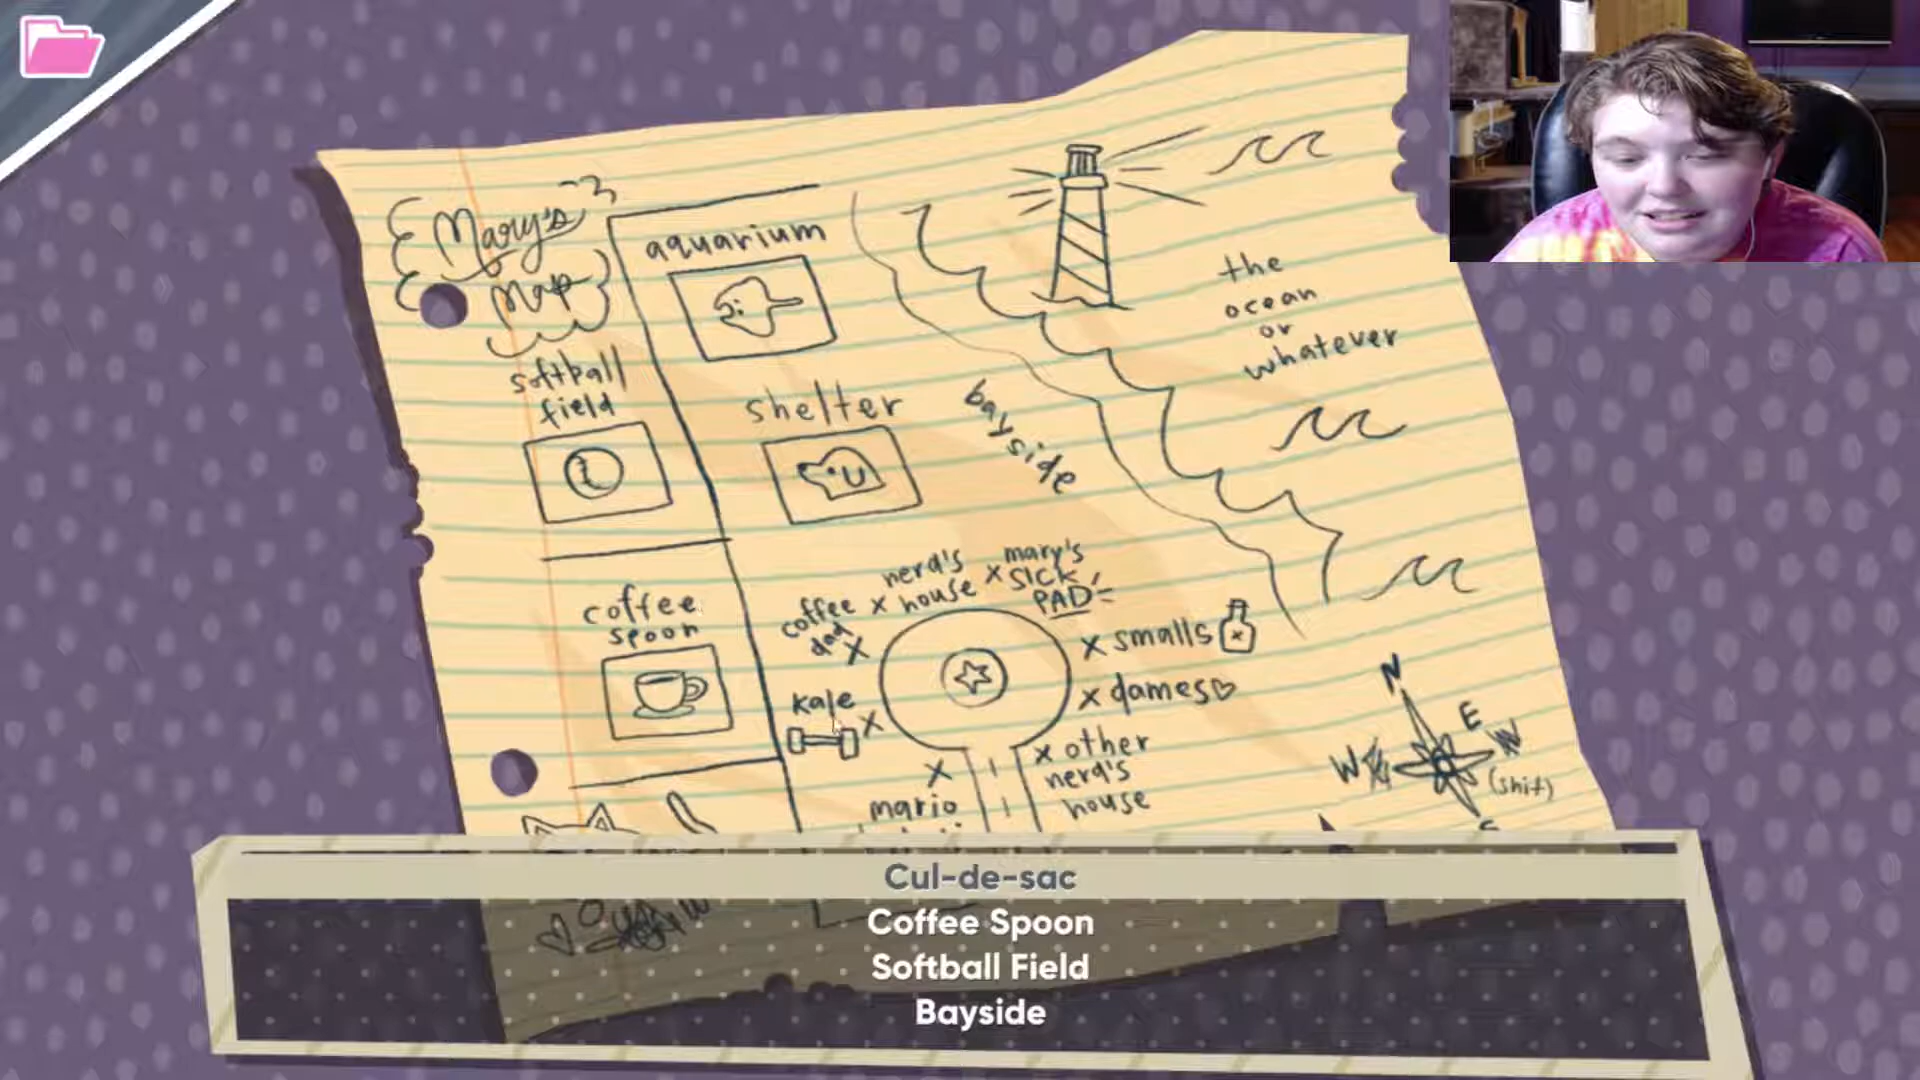 Mary's
Map
aquarium
softball
field
shelter
bayside
the
ocean
or
whatever
coffee
spoon
coffee
dad x
x nerd's
house
x mary's
SICK
PAD!
x smalls x
x dames
x other
nerd's
house
Kale
x
x
mario
N
E
W
W
(shit)
S
Cul-de-sac
Coffee Spoon
Softball Field
Bayside